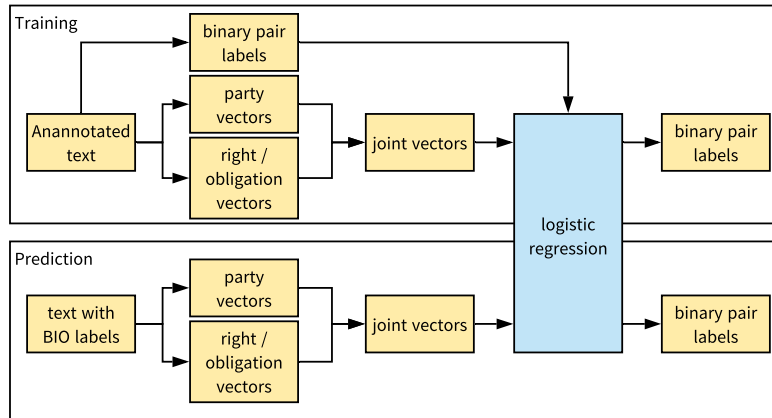 Training
binary pair
labels
party
vectors
Anannotated
text
right /
obligation
vectors
joint vectors
binary pair
labels
logistic
regression
Prediction
party
vectors
text with
BIO labels
right /
obligation
vectors
joint vectors
binary pair
labels